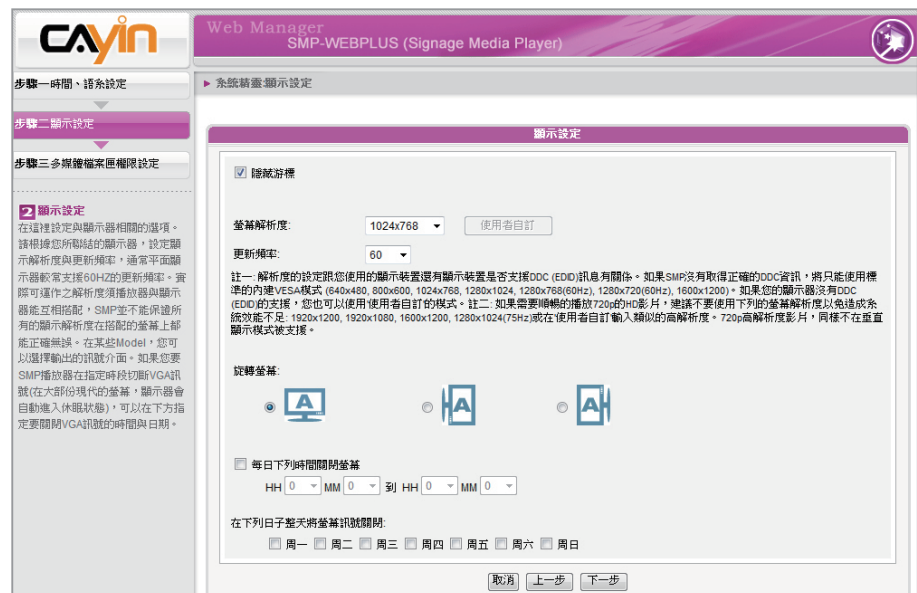 CAYIN
Web Manager
SMP-WEBPLUS (Signage Media Player)
步驟一時間、語系設定
步驟二顯示設定
步驟三多媒體檔案匣權限設定
2 顯示設定
在這裡設定與顯示器相關的選項。
請根據您所聯結的顯示器，設定顯
示解析度與更新頻率，通常平面顯
示器較常支援60HZ的更新頻率。實
際可運作之解析度須播放器與顯示
器能互相搭配，SMP並不能保證所
有的顯示解析度在搭配的螢幕上都
能正確無誤。在某些Model，您可
以選擇輸出的訊號介面。如果您要
SMP播放器在指定時段切斷VGA訊
號(在大部份現代的螢幕，顯示器會
自動進入休眠狀態)，可以在下方指
定要關閉VGA訊號的時間與日期。
系統精靈:顯示設定
顯示設定
隱藏游標
螢幕解析度: 1024x768 使用者自訂
更新頻率: 60
註一: 解析度的設定跟您使用的顯示裝置還有顯示裝置是否支援DDC (EDID)訊息有關係。如果SMP沒有取得正確的DDC資訊，將只能使用標
準的內建VESA模式 (640x480, 800x600, 1024x768, 1280x1024, 1280x768(60Hz), 1280x720(60Hz), 1600x1200)。如果您的顯示器沒有DDC
(EDID)的支援，您也可以使用'使用者自訂'的模式。註二: 如果需要順暢的播放720p的HD影片，建議不要使用下列的螢幕解析度以免造成系
統效能不足: 1920x1200, 1920x1080, 1600x1200, 1280x1024(75Hz)或在'使用者自訂'輸入類似的高解析度。720p高解析度影片，同樣不在垂直
顯示模式被支援。
旋轉螢幕:
A A A
每日下列時間關閉螢幕
HH 0 MM 0 到 HH 0 MM 0
在下列日子整天將螢幕訊號關閉:
周一 周二 周三 周四 周五 周六 周日
取消 上一步 下一步